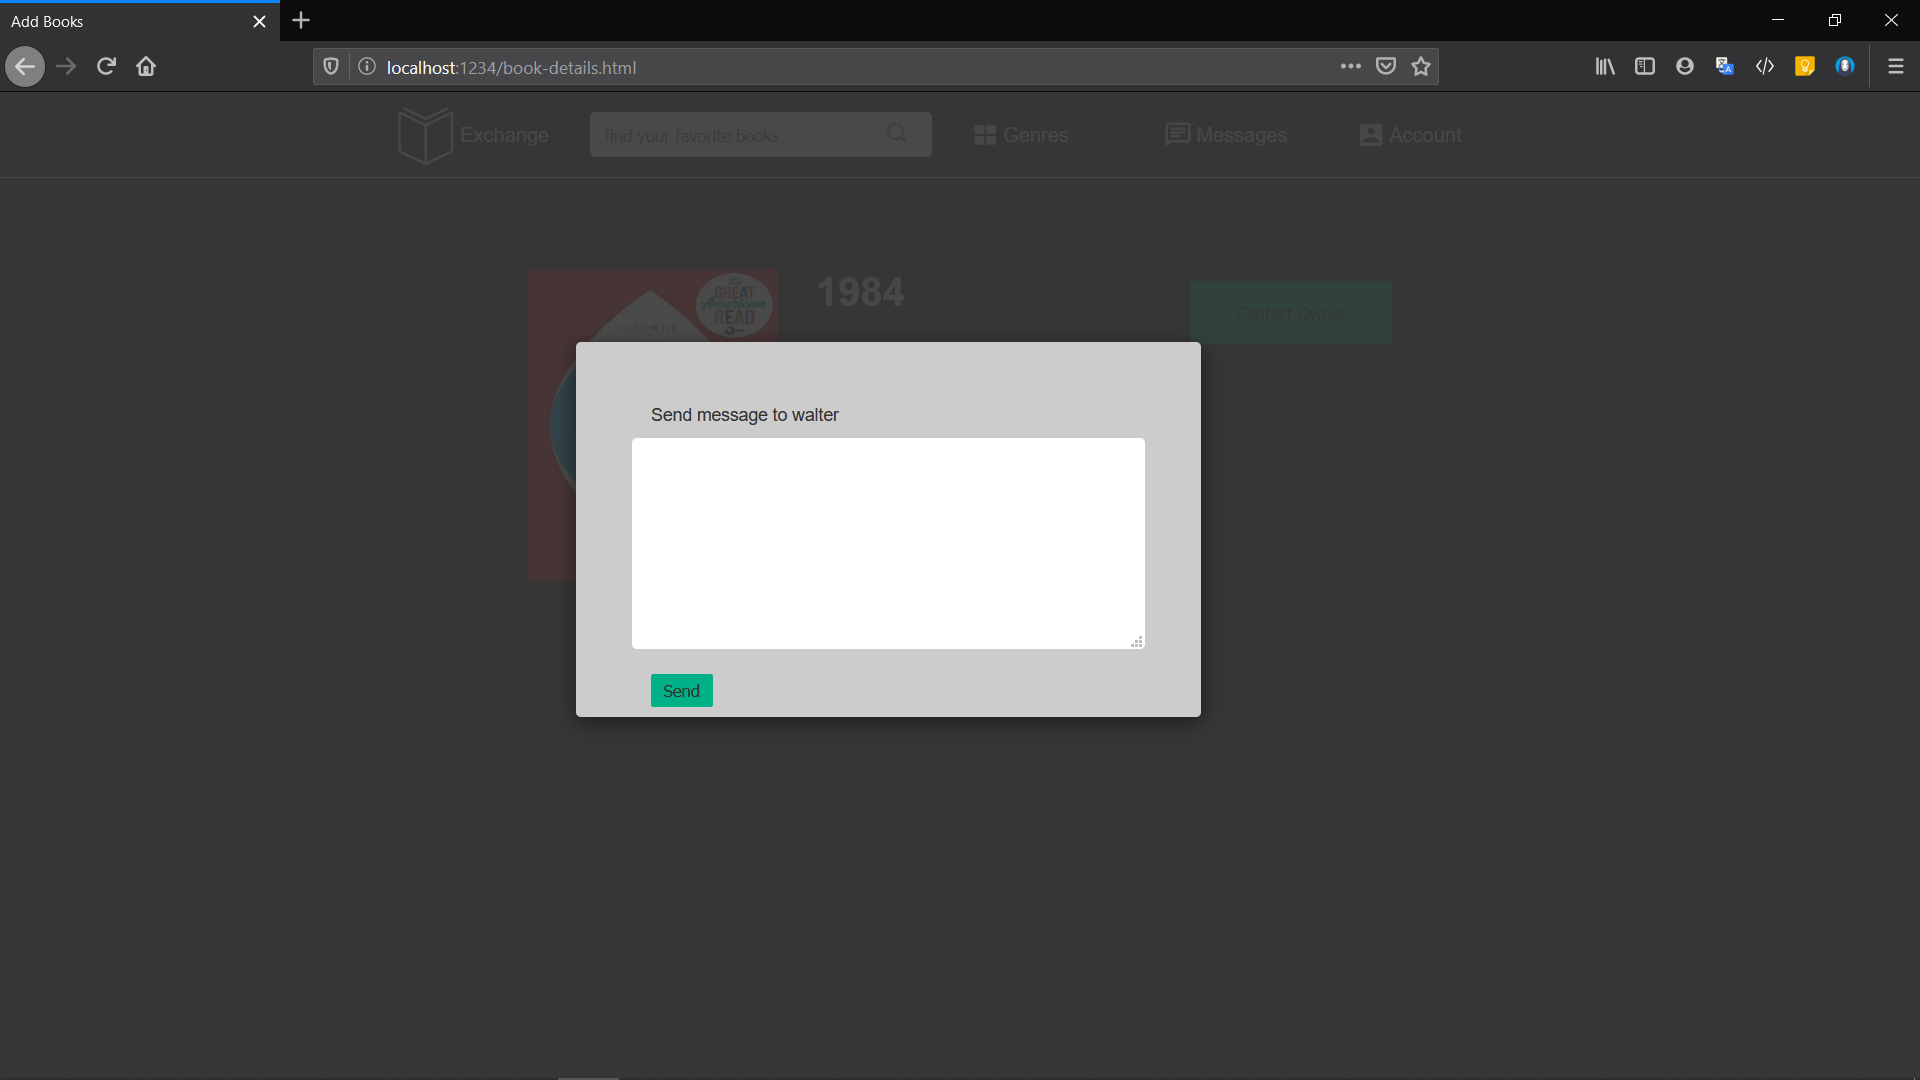 Add Books
localhost:1234/book-details.html
Exchange
find your favorite books
Genres
Messages
Account
GREAT
American
READ
GEORGE
1984
Contact Owner
Send message to walter
Send